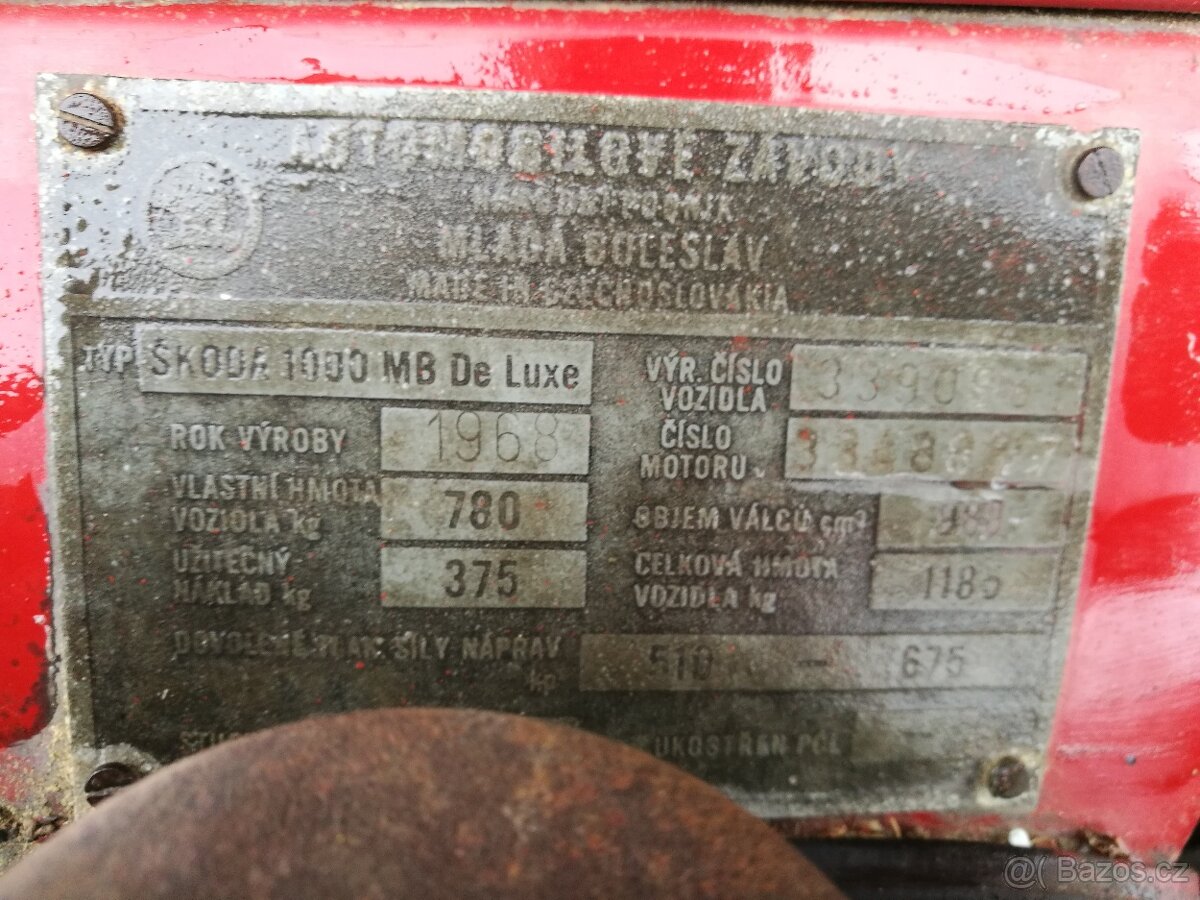 AUTOMOBILOVÉ ZÁVODY
NÁRODNÍ PODNIK
MLADÁ BOLESLAV
MADE IN CZECHOSLOVAKIA
TYP ŠKODA 1000 MB De Luxe
ROK VÝROBY 1968
VLASTNÍ HMOTA
VOZIDLA kg 780
UŽITEČNÝ
NÁKLAD kg 375
VÝR. ČÍSLO
VOZIDLA
ČÍSLO
MOTORU
OBJEM VÁLCŮ cm³
CELKOVÁ HMOTA
VOZIDLA kg
DOVOLENÉ TLAK. SÍLY NÁPRAV
kp 510 – 675
UKOSTŘEN PÓL
Bazos.cz